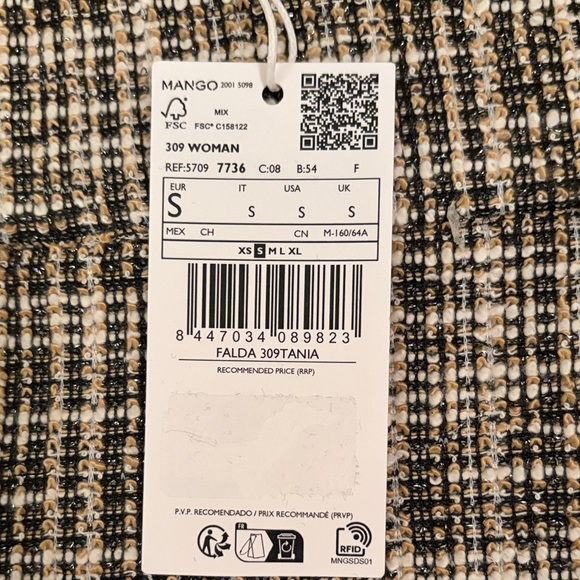 MANGO 2001 5098
MIX
FSC FSC® C158122
309 WOMAN
REF:5709 7736 C:08 B:54 F
EUR IT USA UK
S S S S
MEX CH CN M-160/64A
XS S M L XL
8 447034 089823
FALDA 309TANIA
RECOMMENDED PRICE (RRP)
P.V.P. RECOMENDADO / PRIX RECOMMANDÉ (PRVP)
FR
RFID
MNGSDS01